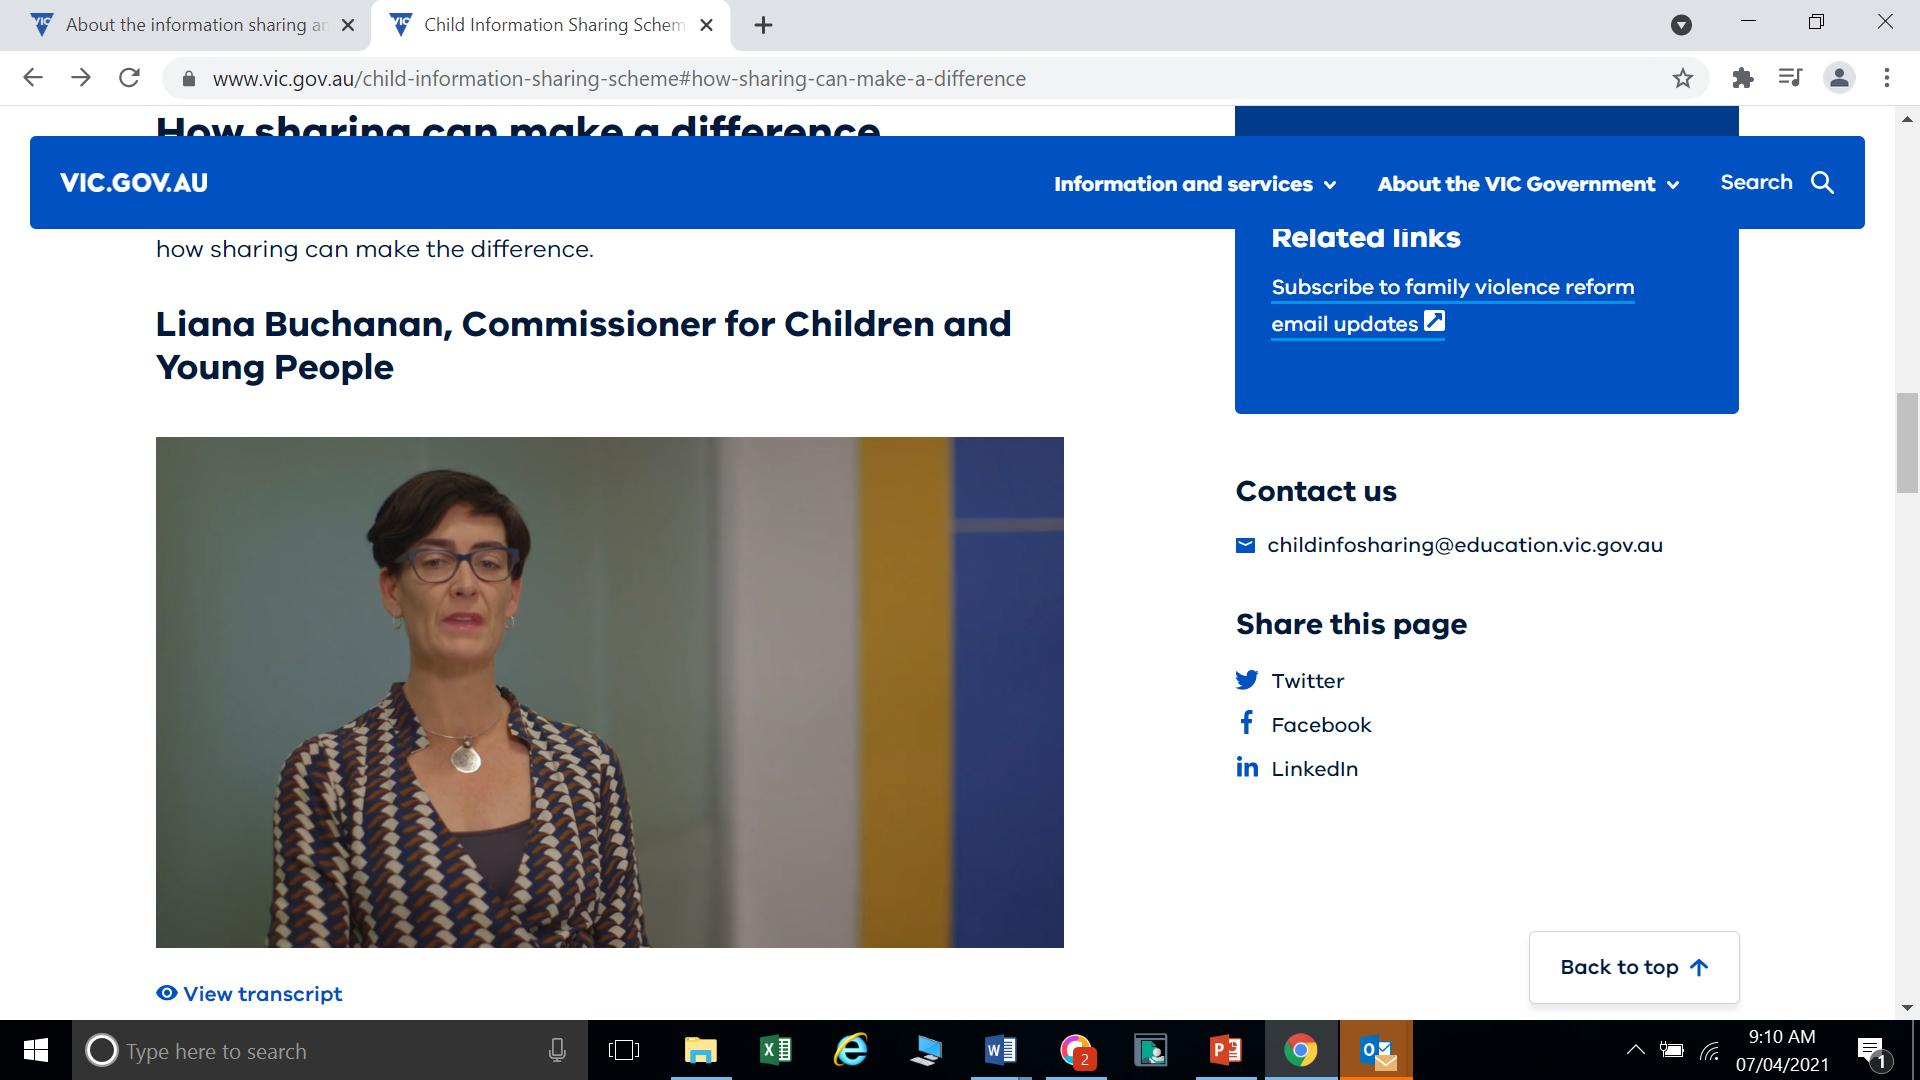 About the information sharing an
Child Information Sharing Schem
www.vic.gov.au/child-information-sharing-scheme#how-sharing-can-make-a-difference
How sharing can make a difference
VIC.GOV.AU
Information and services
About the VIC Government
Search
how sharing can make the difference.
Liana Buchanan, Commissioner for Children and
Young People
View transcript
Related links
Subscribe to family violence reform
email updates
Contact us
childinfosharing@education.vic.gov.au
Share this page
Twitter
Facebook
LinkedIn
Back to top
Type here to search
2
9:10 AM
07/04/2021
1